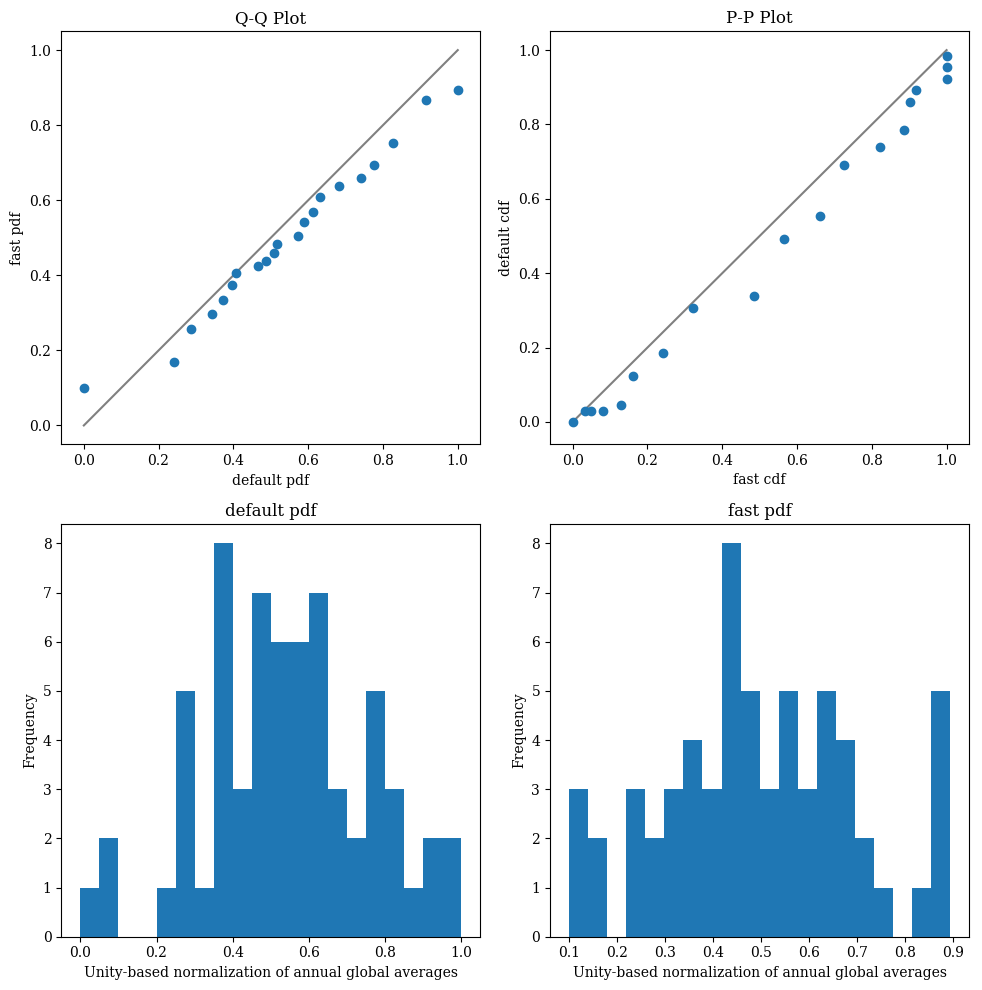 Q-Q Plot
1.0
0.8
0.6
0.4
0.2
0.0
fast pdf
0.0 0.2 0.4 0.6 0.8 1.0
default pdf
P-P Plot
1.0
0.8
0.6
0.4
0.2
0.0
default cdf
0.0 0.2 0.4 0.6 0.8 1.0
fast cdf
default pdf
8
7
6
5
4
3
2
1
0
Frequency
0.0 0.2 0.4 0.6 0.8 1.0
Unity-based normalization of annual global averages
fast pdf
8
7
6
5
4
3
2
1
0
Frequency
0.1 0.2 0.3 0.4 0.5 0.6 0.7 0.8 0.9
Unity-based normalization of annual global averages